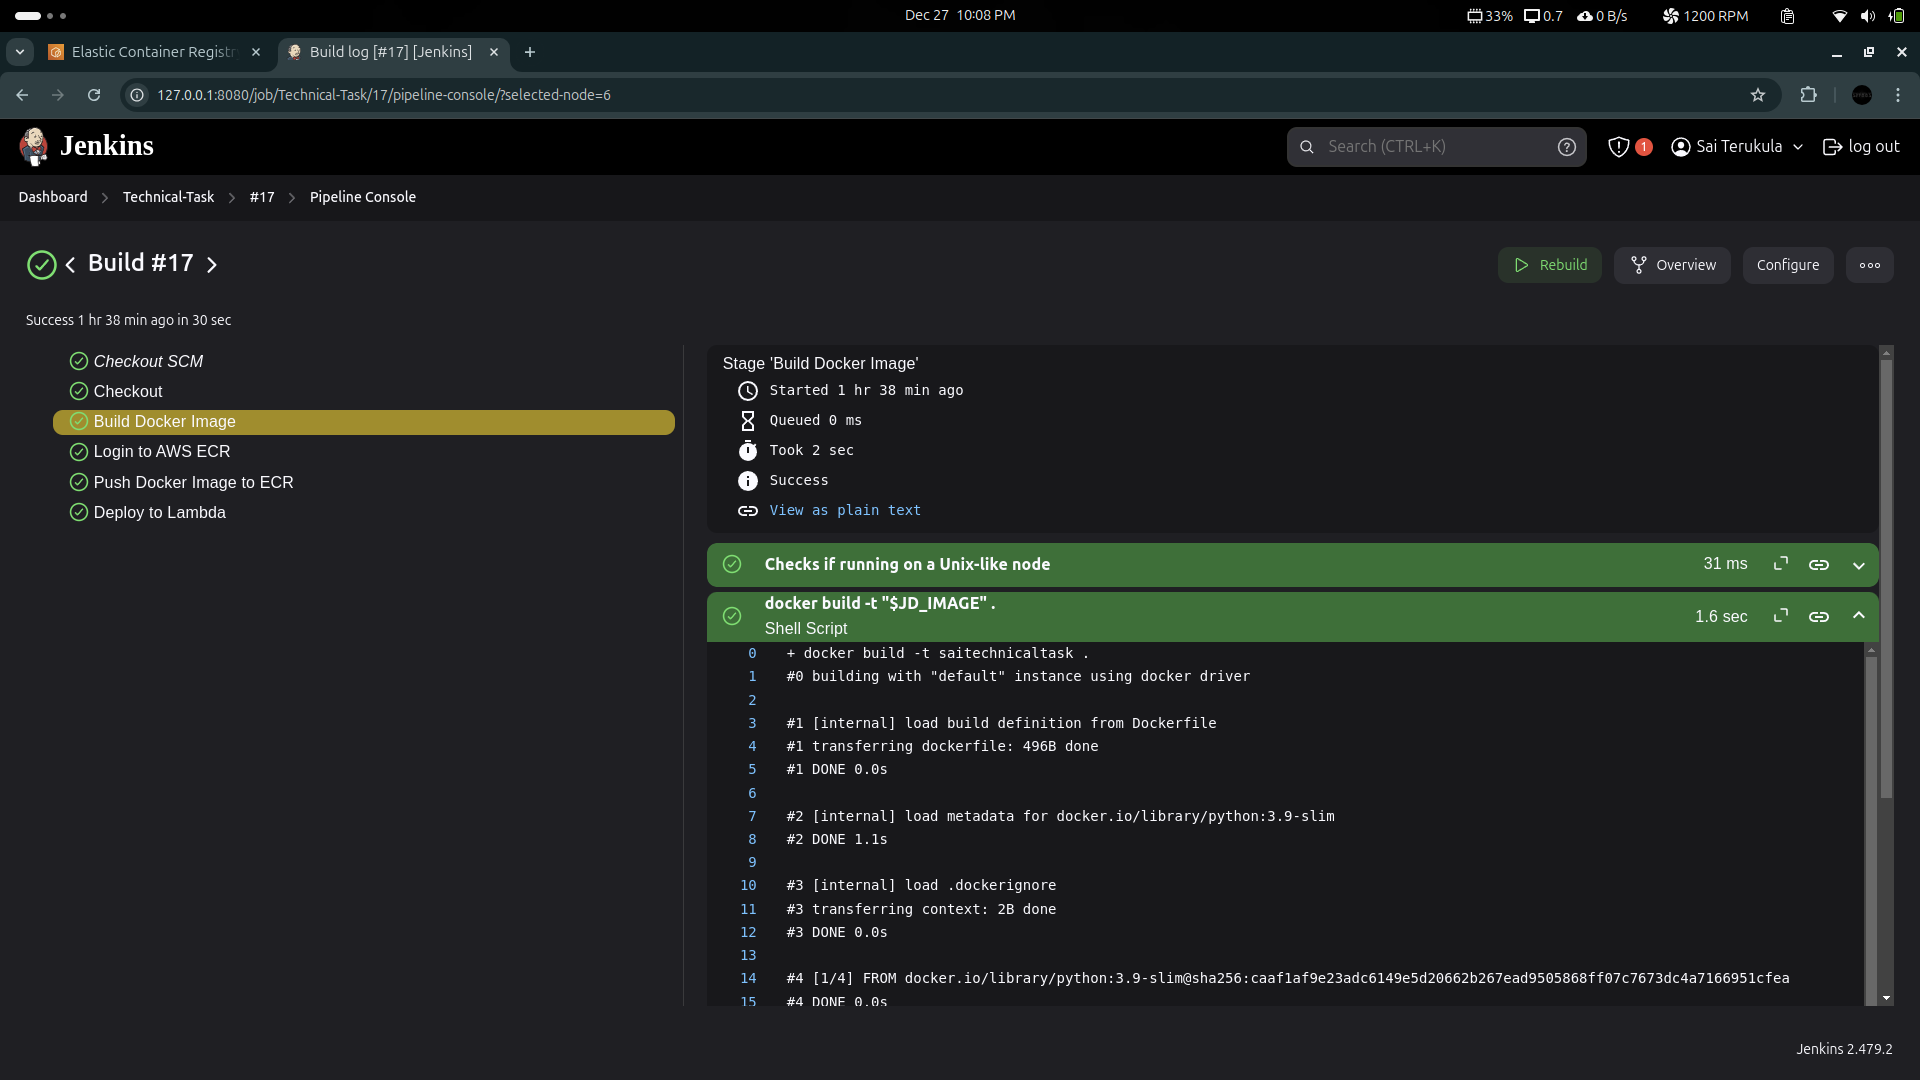 Dec 27 10:08 PM
33% 0.7 0 B/s 1200 RPM
Elastic Container Registr
Build log [#17] [Jenkins]
127.0.0.1:8080/job/Technical-Task/17/pipeline-console/?selected-node=6
Jenkins
Search (CTRL+K)
1
Sai Terukula
log out
Dashboard
Technical-Task
#17
Pipeline Console
Build #17
Rebuild
Overview
Configure
Success 1 hr 38 min ago in 30 sec
Checkout SCM
Checkout
Build Docker Image
Login to AWS ECR
Push Docker Image to ECR
Deploy to Lambda
Stage 'Build Docker Image'
Started 1 hr 38 min ago
Queued 0 ms
Took 2 sec
Success
View as plain text
Checks if running on a Unix-like node 31 ms
docker build -t "$JD_IMAGE" .
Shell Script
1.6 sec
0 + docker build -t saitechnicaltask .
1 #0 building with "default" instance using docker driver
2
3 #1 [internal] load build definition from Dockerfile
4 #1 transferring dockerfile: 496B done
5 #1 DONE 0.0s
6
7 #2 [internal] load metadata for docker.io/library/python:3.9-slim
8 #2 DONE 1.1s
9
10 #3 [internal] load .dockerignore
11 #3 transferring context: 2B done
12 #3 DONE 0.0s
13
14 #4 [1/4] FROM docker.io/library/python:3.9-slim@sha256:caaf1af9e23adc6149e5d20662b267ead9505868ff07c7673dc4a7166951cfea
15 #4 DONE 0.0s
Jenkins 2.479.2